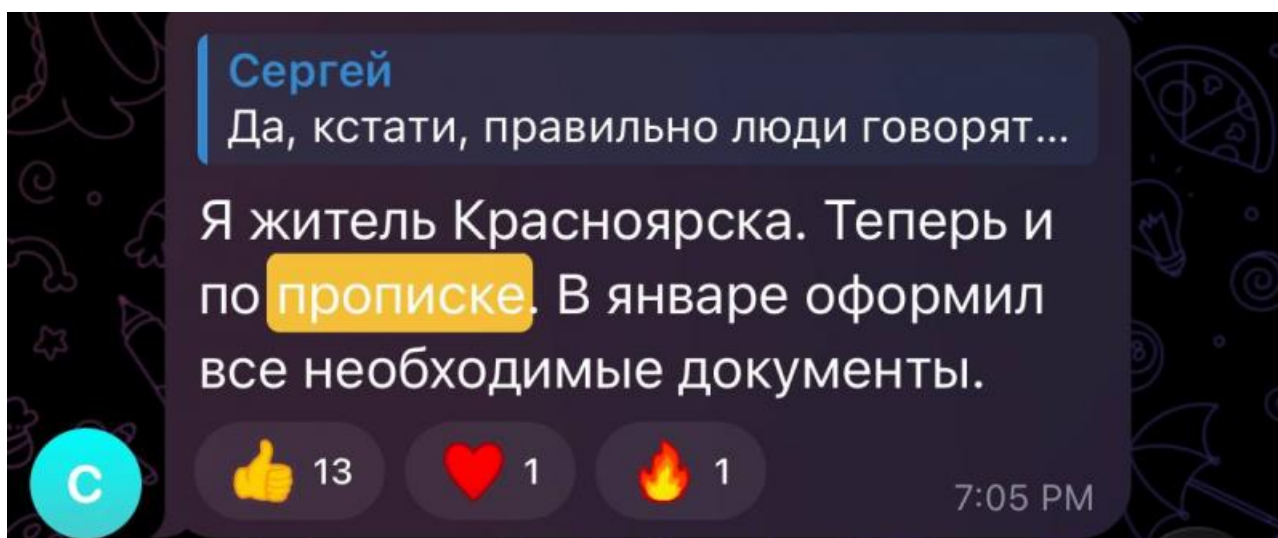 Сергей
Да, кстати, правильно люди говорят...
Я житель Красноярска. Теперь и
по прописке. В январе оформил
все необходимые документы.
С
13
1
1
7:05 PM